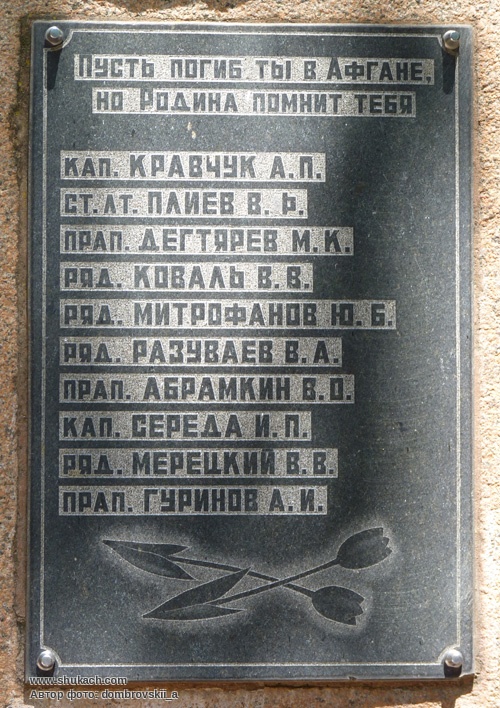 Пусть погиб ты в Афгане,
но Родина помнит тебя
КАП. КРАВЧУК А.П.
СТ.ЛТ. ПЛИЕВ В. Р.
ПРАП. ДЕГТЯРЕВ М. К.
РЯД. КОВАЛЬ В. В.
РЯД. МИТРОФАНОВ Ю. Б.
РЯД. РАЗУВАЕВ В. А.
ПРАП. АБРАМКИН В. О.
КАП. СЕРЕДА И. П.
РЯД. МЕРЕЦКИЙ В. В.
ПРАП. ГУРИНОВ А. И.
www.shukach.com
Автор фото: dombrovskii_a